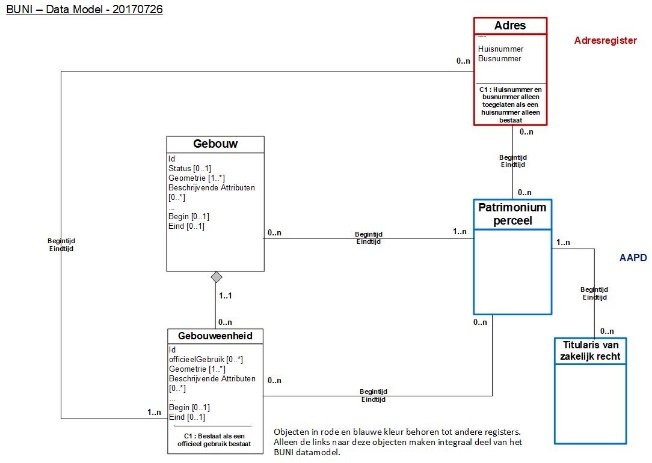 BUNI – Data Model - 20170726
Adres
....
Huisnummer
Busnummer
C1 : Huisnummer en
busnummer alleen
toegelaten als een
huisnummer alleen
bestaat
Adresregister
0..n
0..n
Begintijd
Eindtijd
0..n
Gebouw
Id
Status [0..1]
Geometrie [1..*]
Beschrijvende Attributen
[0..*]
...
Begin [0..1]
Eind [0..1]
Patrimonium
perceel
0..n
Begintijd
Eindtijd
1..n
1..n
AAPD
Begintijd
Eindtijd
Begintijd
Eindtijd
1..1
0..n
0..n
0..n
Gebouweenheid
Id
officieelGebruik [0..*]
Geometrie [1..*]
Beschrijvende Attributen
[0..*]
...
Begin [0..1]
Eind [0..1]
C1 : Bestaat als een
officieel gebruik bestaat
0..n
Begintijd
Eindtijd
1..n
Titularis van
zakelijk recht
Objecten in rode en blauwe kleur behoren tot andere registers.
Alleen de links naar deze objecten maken integraal deel van het
BUNI datamodel.